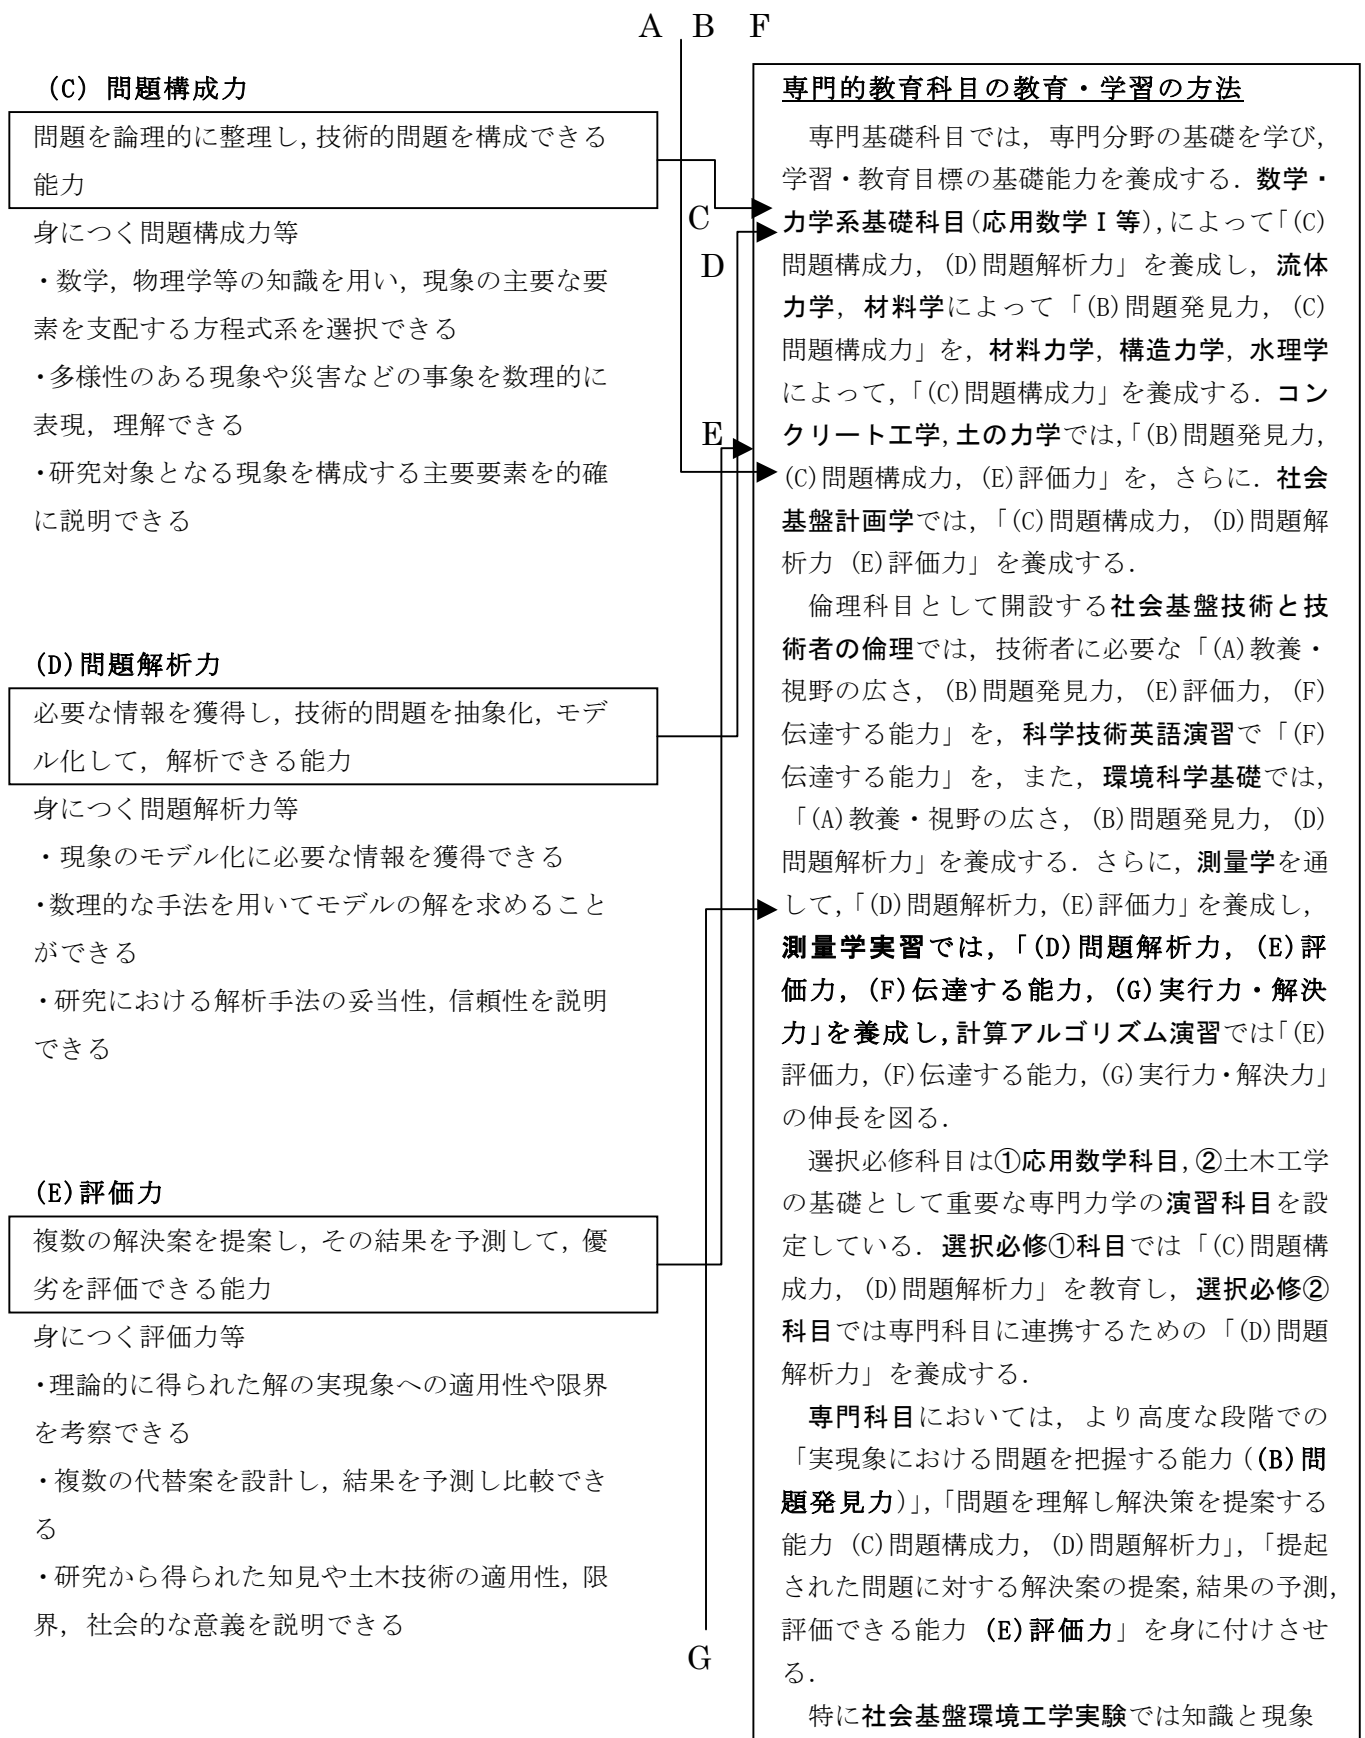 A B F
(C) 問題構成力
問題を論理的に整理し,技術的問題を構成できる
能力
身につく問題構成力等
・数学, 物理学等の知識を用い, 現象の主要な要
素を支配する方程式系を選択できる
・多様性のある現象や災害などの事象を数理的に
表現, 理解できる
・研究対象となる現象を構成する主要要素を的確
に説明できる
(D)問題解析力
必要な情報を獲得し, 技術的問題を抽象化, モデ
ル化して, 解析できる能力
身につく問題解析力等
・現象のモデル化に必要な情報を獲得できる
・数理的な手法を用いてモデルの解を求めること
ができる
・研究における解析手法の妥当性, 信頼性を説明
できる
(E)評価力
複数の解決案を提案し, その結果を予測して, 優
劣を評価できる能力
身につく評価力等
・理論的に得られた解の実現象への適用性や限界
を考察できる
・複数の代替案を設計し, 結果を予測し比較でき
る
・研究から得られた知見や土木技術の適用性, 限
界, 社会的な意義を説明できる
C
D
E
G
専門的教育科目の教育・学習の方法
専門基礎科目では, 専門分野の基礎を学び,
学習・教育目標の基礎能力を養成する. 数学・
力学系基礎科目(応用数学Ⅰ等),によって「(C)
問題構成力, (D)問題解析力」を養成し, 流体
力学, 材料学によって「(B)問題発見力, (C)
問題構成力」を, 材料力学, 構造力学, 水理学
によって,「(C)問題構成力」を養成する. コン
クリート工学,土の力学では,「(B)問題発見力,
(C)問題構成力, (E)評価力」を, さらに. 社会
基盤計画学では, 「(C)問題構成力, (D)問題解
析力 (E)評価力」を養成する.
倫理科目として開設する社会基盤技術と技
術者の倫理では, 技術者に必要な「(A)教養・
視野の広さ, (B)問題発見力, (E)評価力, (F)
伝達する能力」を, 科学技術英語演習で「(F)
伝達する能力」を, また, 環境科学基礎では,
「(A)教養・視野の広さ, (B)問題発見力, (D)
問題解析力」を養成する. さらに, 測量学を通
して,「(D)問題解析力, (E)評価力」を養成し,
測量学実習では, 「(D)問題解析力, (E)評
価力, (F)伝達する能力, (G)実行力・解決
力」を養成し,計算アルゴリズム演習では「(E)
評価力, (F)伝達する能力, (G)実行力・解決力」
の伸長を図る.
選択必修科目は①応用数学科目,②土木工学
の基礎として重要な専門力学の演習科目を設
定している. 選択必修①科目では「(C)問題構
成力, (D)問題解析力」を教育し, 選択必修②
科目では専門科目に連携するための「(D)問題
解析力」を養成する.
専門科目においては, より高度な段階での
「実現象における問題を把握する能力((B)問
題発見力)」,「問題を理解し解決策を提案する
能力 (C)問題構成力, (D)問題解析力」, 「提起
された問題に対する解決案の提案,結果の予測,
評価できる能力 (E)評価力」を身に付けさせ
る.
特に社会基盤環境工学実験では知識と現象